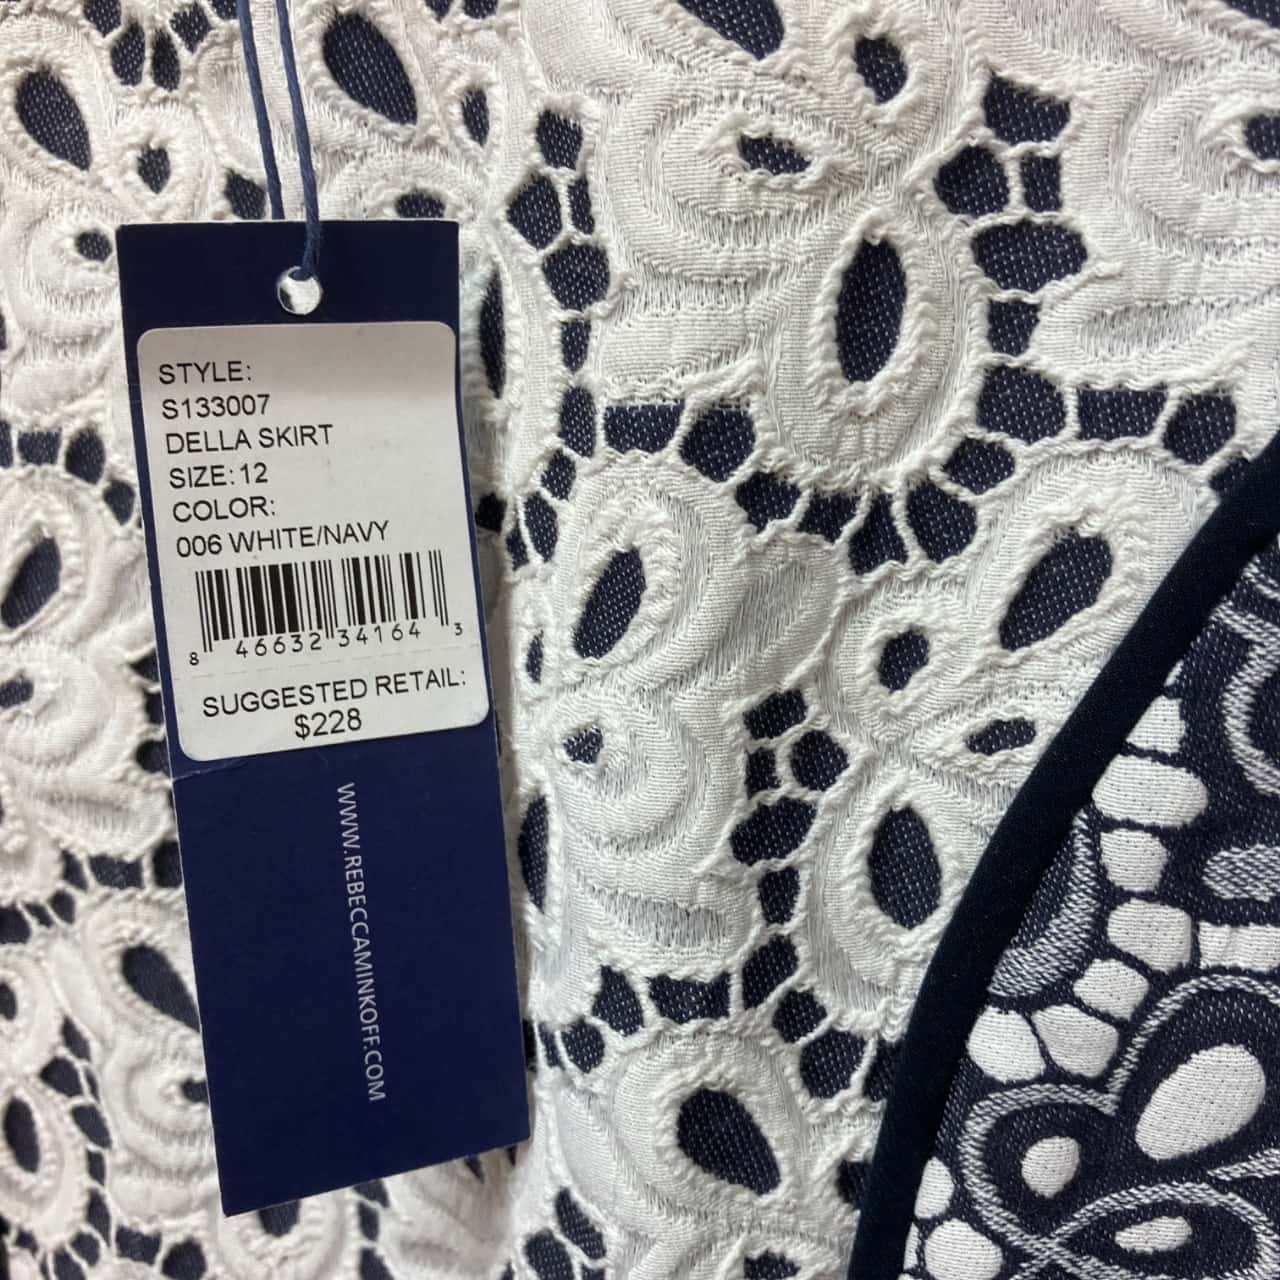 STYLE:
S133007
DELLA SKIRT
SIZE: 12
COLOR:
006 WHITE/NAVY
8 46632 34164 3
SUGGESTED RETAIL:
$228
WWW.REBECCAMINKOFF.COM